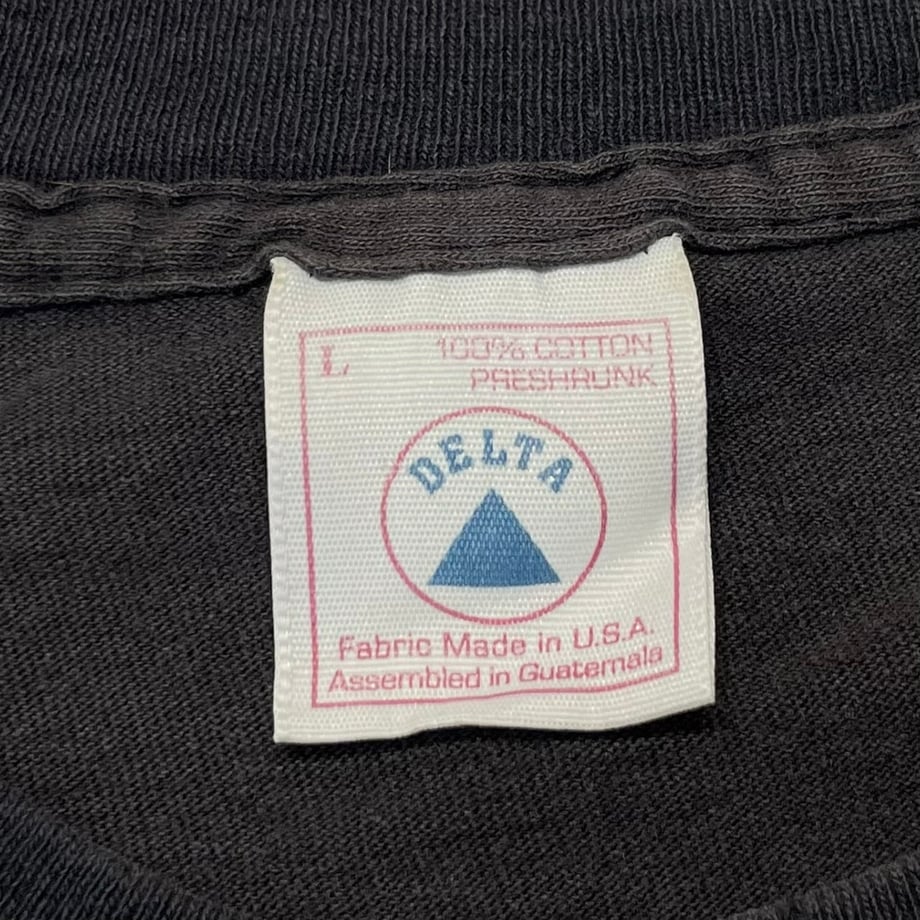 L
100% COTTON
PRESHRUNK
DELTA
Fabric Made in U.S.A.
Assembled in Guatemala